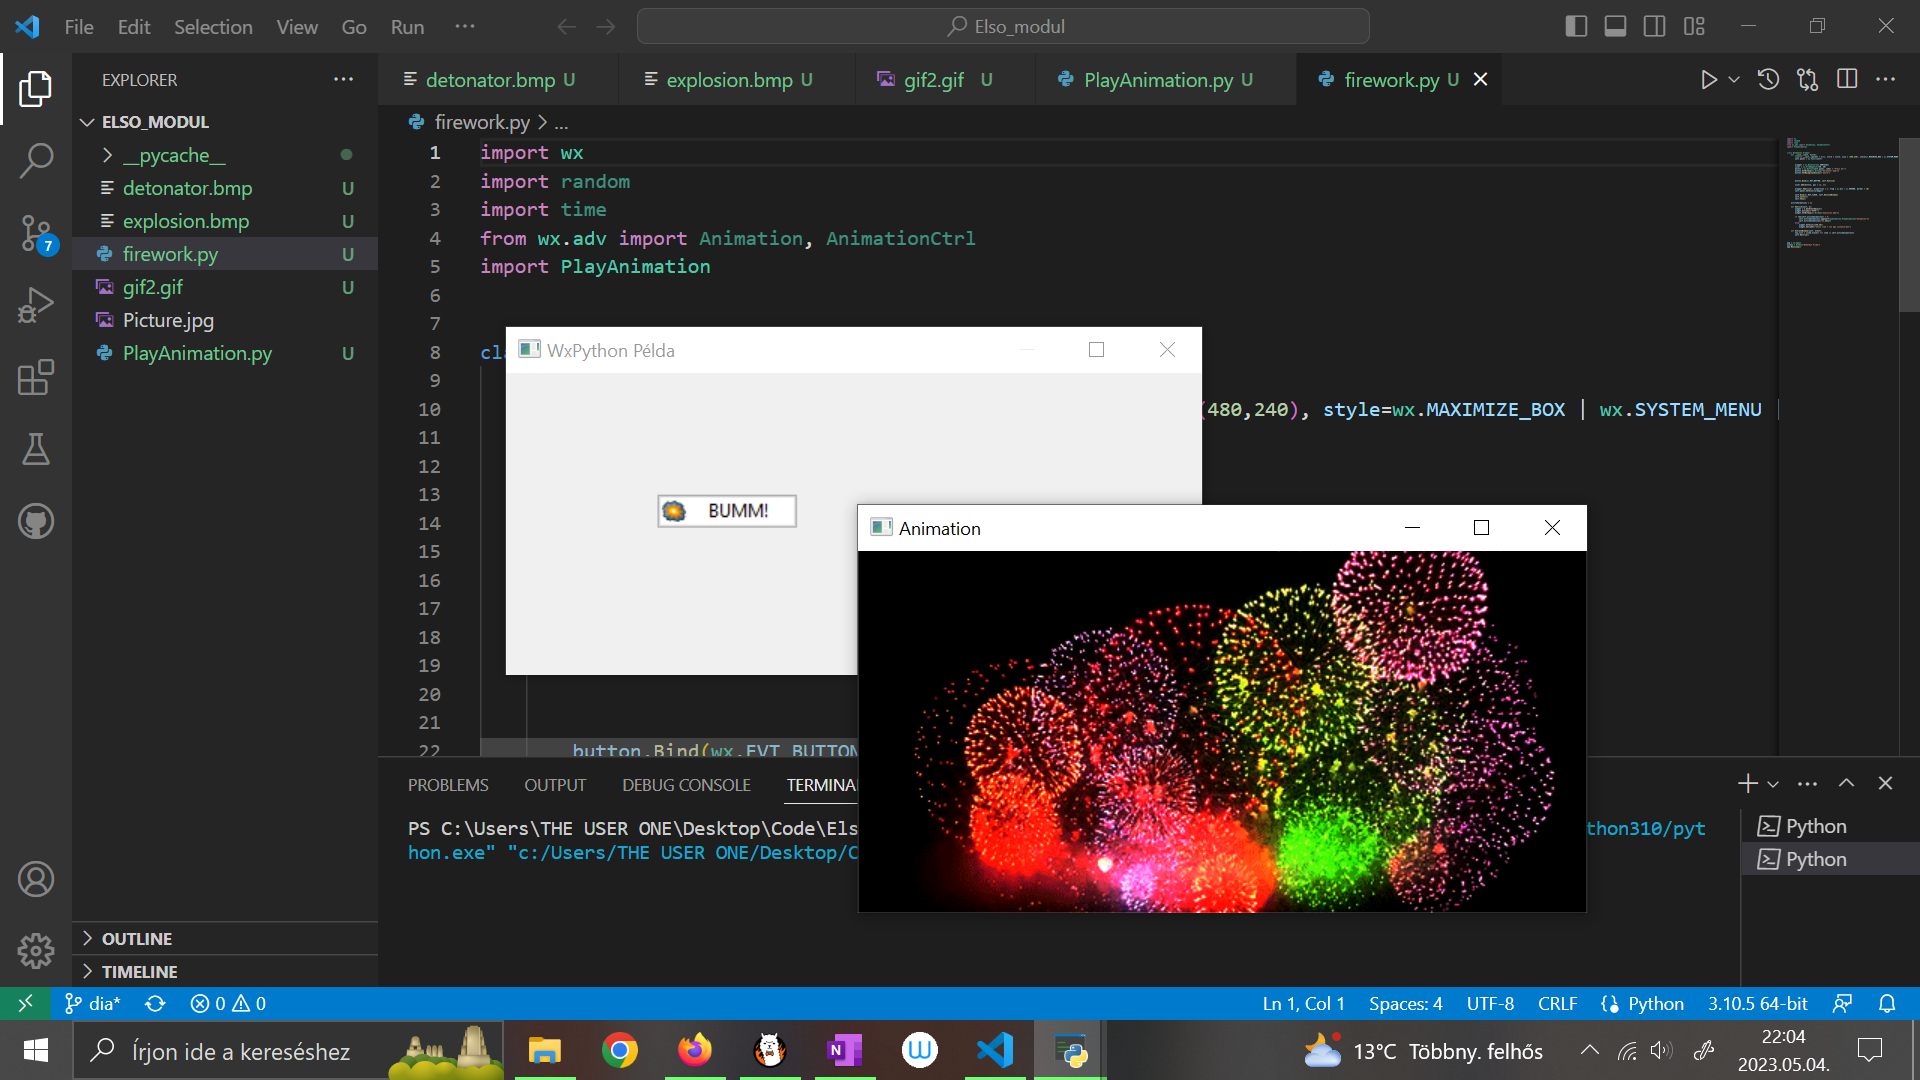 File Edit Selection View Go Run ···
Elso_modul
EXPLORER ···
detonator.bmp U
explosion.bmp U
gif2.gif U
PlayAnimation.py U
firework.py U
ELSO_MODUL
__pycache__
detonator.bmp U
explosion.bmp U
7
firework.py U
gif2.gif U
Picture.jpg
PlayAnimation.py U
firework.py > ...
1 import wx
2 import random
3 import time
4 from wx.adv import Animation, AnimationCtrl
5 import PlayAnimation
6
7
8
9
10 (480,240), style=wx.MAXIMIZE_BOX | wx.SYSTEM_MENU |
11
12
13
14
15
16
17
18
19
20
21
22 button.Bind(wx.EVT_BUTTON
WxPython Példa
BUMM!
Animation
PROBLEMS OUTPUT DEBUG CONSOLE
PS C:\Users\THE USER ONE\Desktop\Code\Els
thon310/pyt
hon.exe" "c:/Users/THE USER ONE/Desktop/C
Python
Python
OUTLINE
TIMELINE
dia* 0 0
Ln 1, Col 1 Spaces: 4 UTF-8 CRLF Python 3.10.5 64-bit
Írjon ide a kereséshez
13°C Többny. felhős
22:04
2023.05.04.